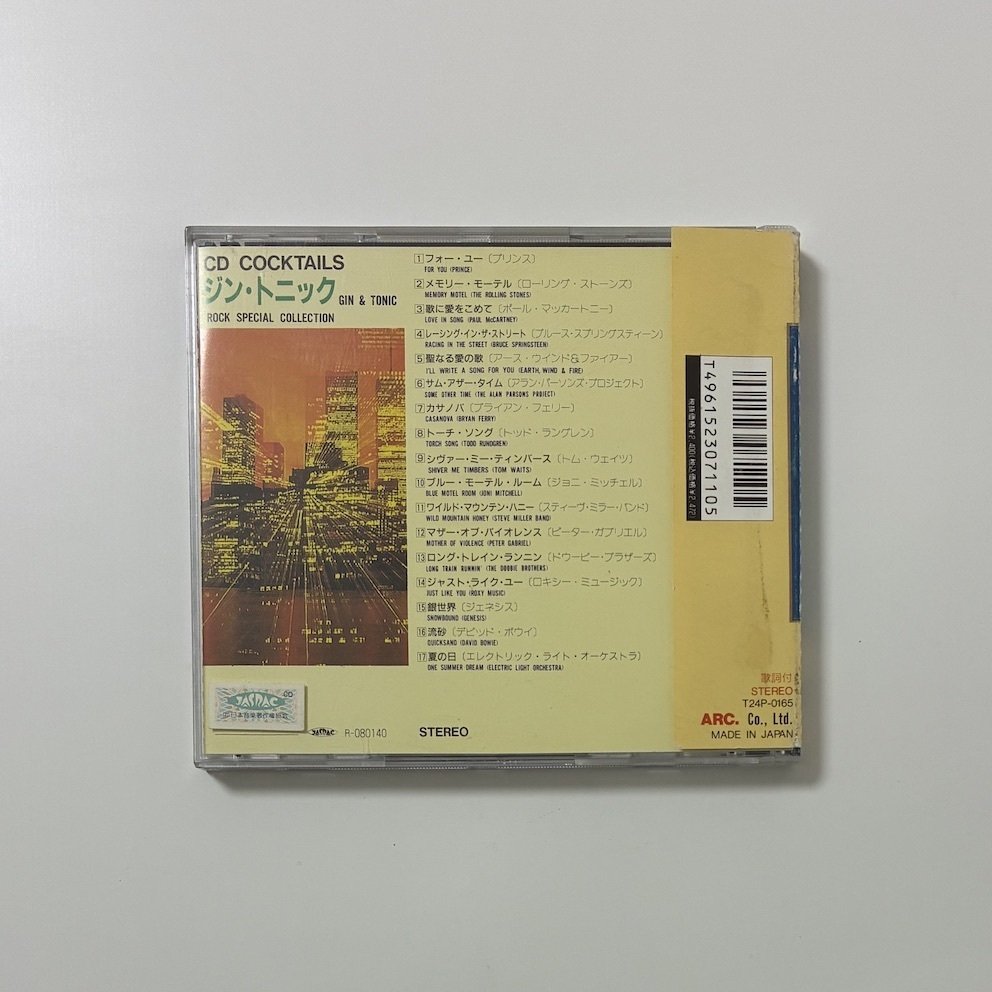 CD COCKTAILS
ジン・トニック GIN & TONIC
ROCK SPECIAL COLLECTION
1 フォー・ユー〔プリンス〕
FOR YOU (PRINCE)
2 メモリー・モーテル〔ローリング・ストーンズ〕
MEMORY MOTEL (THE ROLLING STONES)
3 歌に愛をこめて〔ポール・マッカートニー〕
LOVE IN SONG (PAUL McCARTNEY)
4 レーシング・イン・ザ・ストリート〔ブルース・スプリングスティーン〕
RACING IN THE STREET (BRUCE SPRINGSTEEN)
5 聖なる愛の歌〔アース・ウインド&ファイアー〕
I'LL WRITE A SONG FOR YOU (EARTH, WIND & FIRE)
6 サム・アザー・タイム〔アラン・パーソンズ・プロジェクト〕
SOME OTHER TIME (THE ALAN PARSONS PROJECT)
7 カサノバ〔ブライアン・フェリー〕
CASANOVA (BRYAN FERRY)
8 トーチ・ソング〔トッド・ラングレン〕
TORCH SONG (TODD RUNDGREN)
9 シヴァー・ミー・ティンバース〔トム・ウェイツ〕
SHIVER ME TIMBERS (TOM WAITS)
10 ブルー・モーテル・ルーム〔ジョニ・ミッチェル〕
BLUE MOTEL ROOM (JONI MITCHELL)
11 ワイルド・マウンテン・ハニー〔スティーヴ・ミラー・バンド〕
WILD MOUNTAIN HONEY (STEVE MILLER BAND)
12 マザー・オブ・バイオレンス〔ピーター・ガブリエル〕
MOTHER OF VIOLENCE (PETER GABRIEL)
13 ロング・トレイン・ランニン〔ドゥービー・ブラザーズ〕
LONG TRAIN RUNNIN' (THE DOOBIE BROTHERS)
14 ジャスト・ライク・ユー〔ロキシー・ミュージック〕
JUST LIKE YOU (ROXY MUSIC)
15 銀世界〔ジェネシス〕
SNOWBOUND (GENESIS)
16 流砂〔デビッド・ボウイ〕
QUICKSAND (DAVID BOWIE)
17 夏の日〔エレクトリック・ライト・オーケストラ〕
ONE SUMMER DREAM (ELECTRIC LIGHT ORCHESTRA)
CD
JASRAC
JASRAC R-080140 STEREO
T4961523071105
税抜価格¥2,400(税込価格¥2,472)
歌詞付
STEREO
T24P-0165
ARC. Co., Ltd.
MADE IN JAPAN